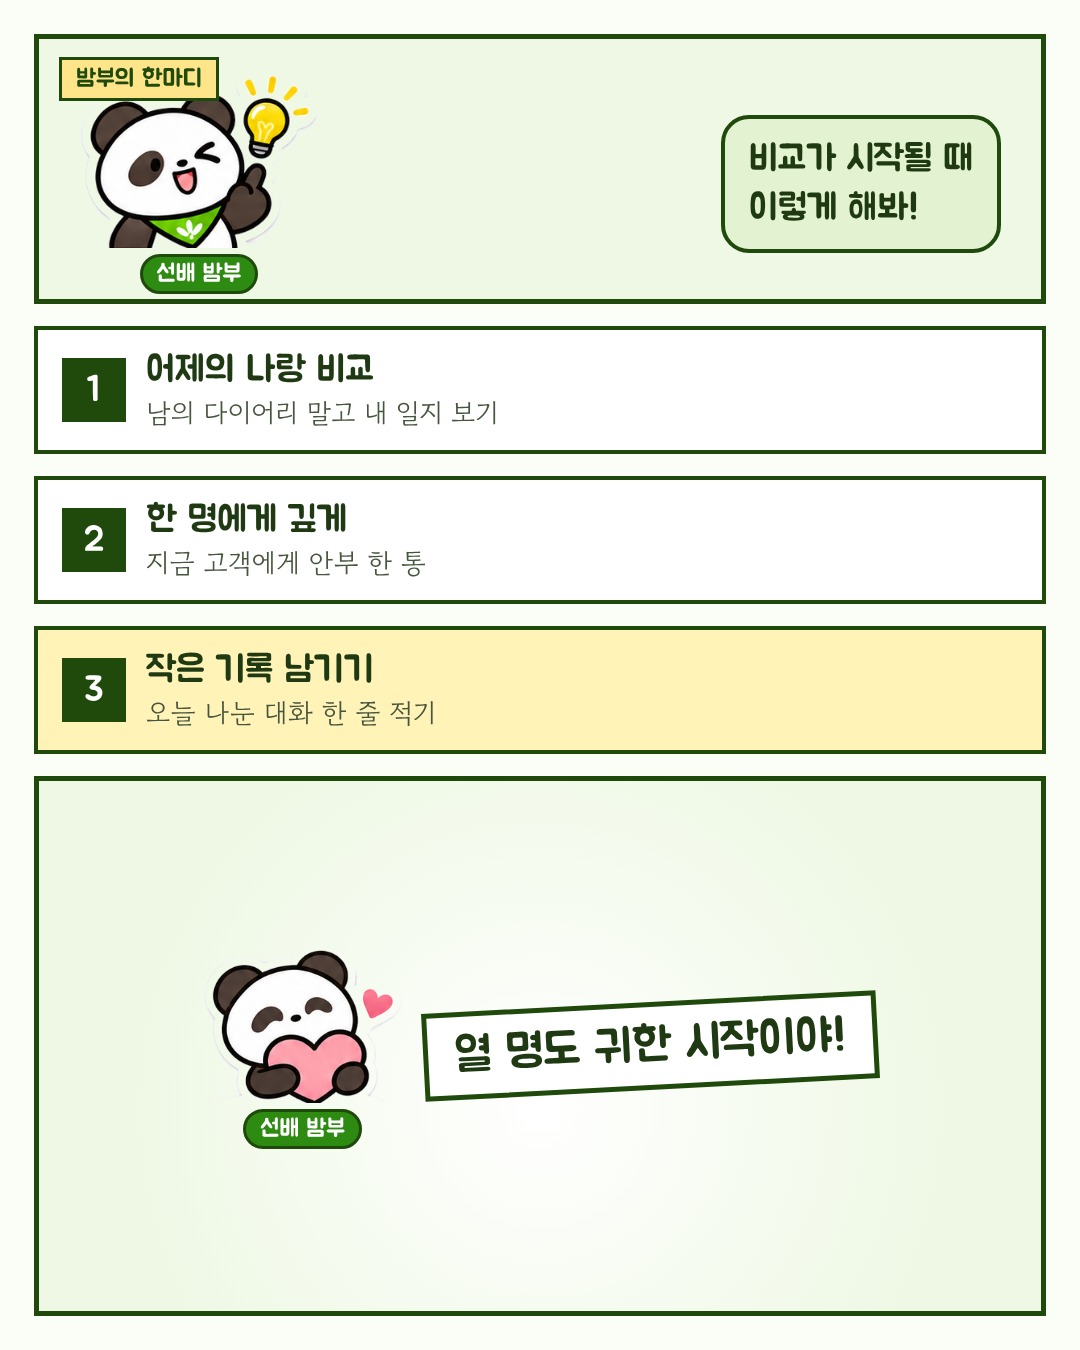 밤부의 한마디
비교가 시작될 때
이렇게 해봐!
선배 밤부
1
어제의 나랑 비교
남의 다이어리 말고 내 일지 보기
2
한 명에게 깊게
지금 고객에게 안부 한 통
3
작은 기록 남기기
오늘 나눈 대화 한 줄 적기
열 명도 귀한 시작이야!
선배 밤부